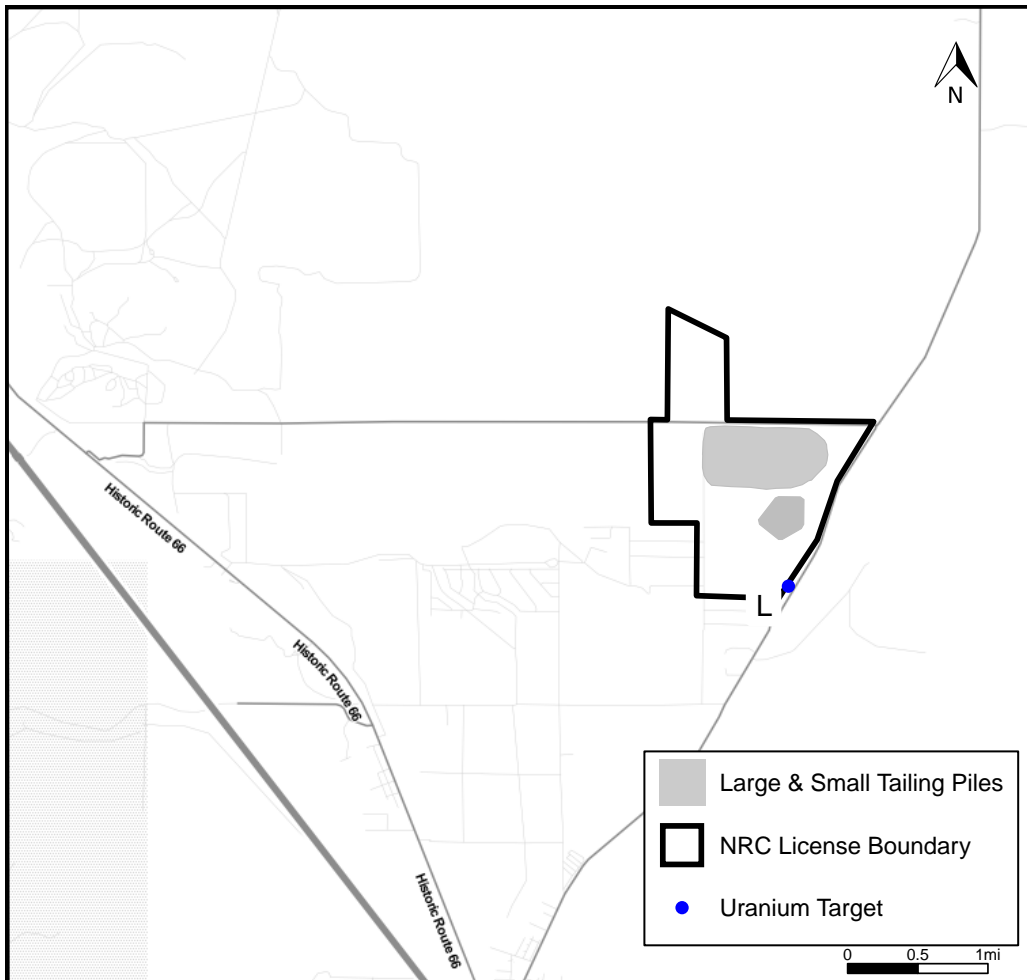 N
Historic Route 66
Historic Route 66
L
Large & Small Tailing Piles
NRC License Boundary
Uranium Target
Historic Route 66
0 0.5 1mi